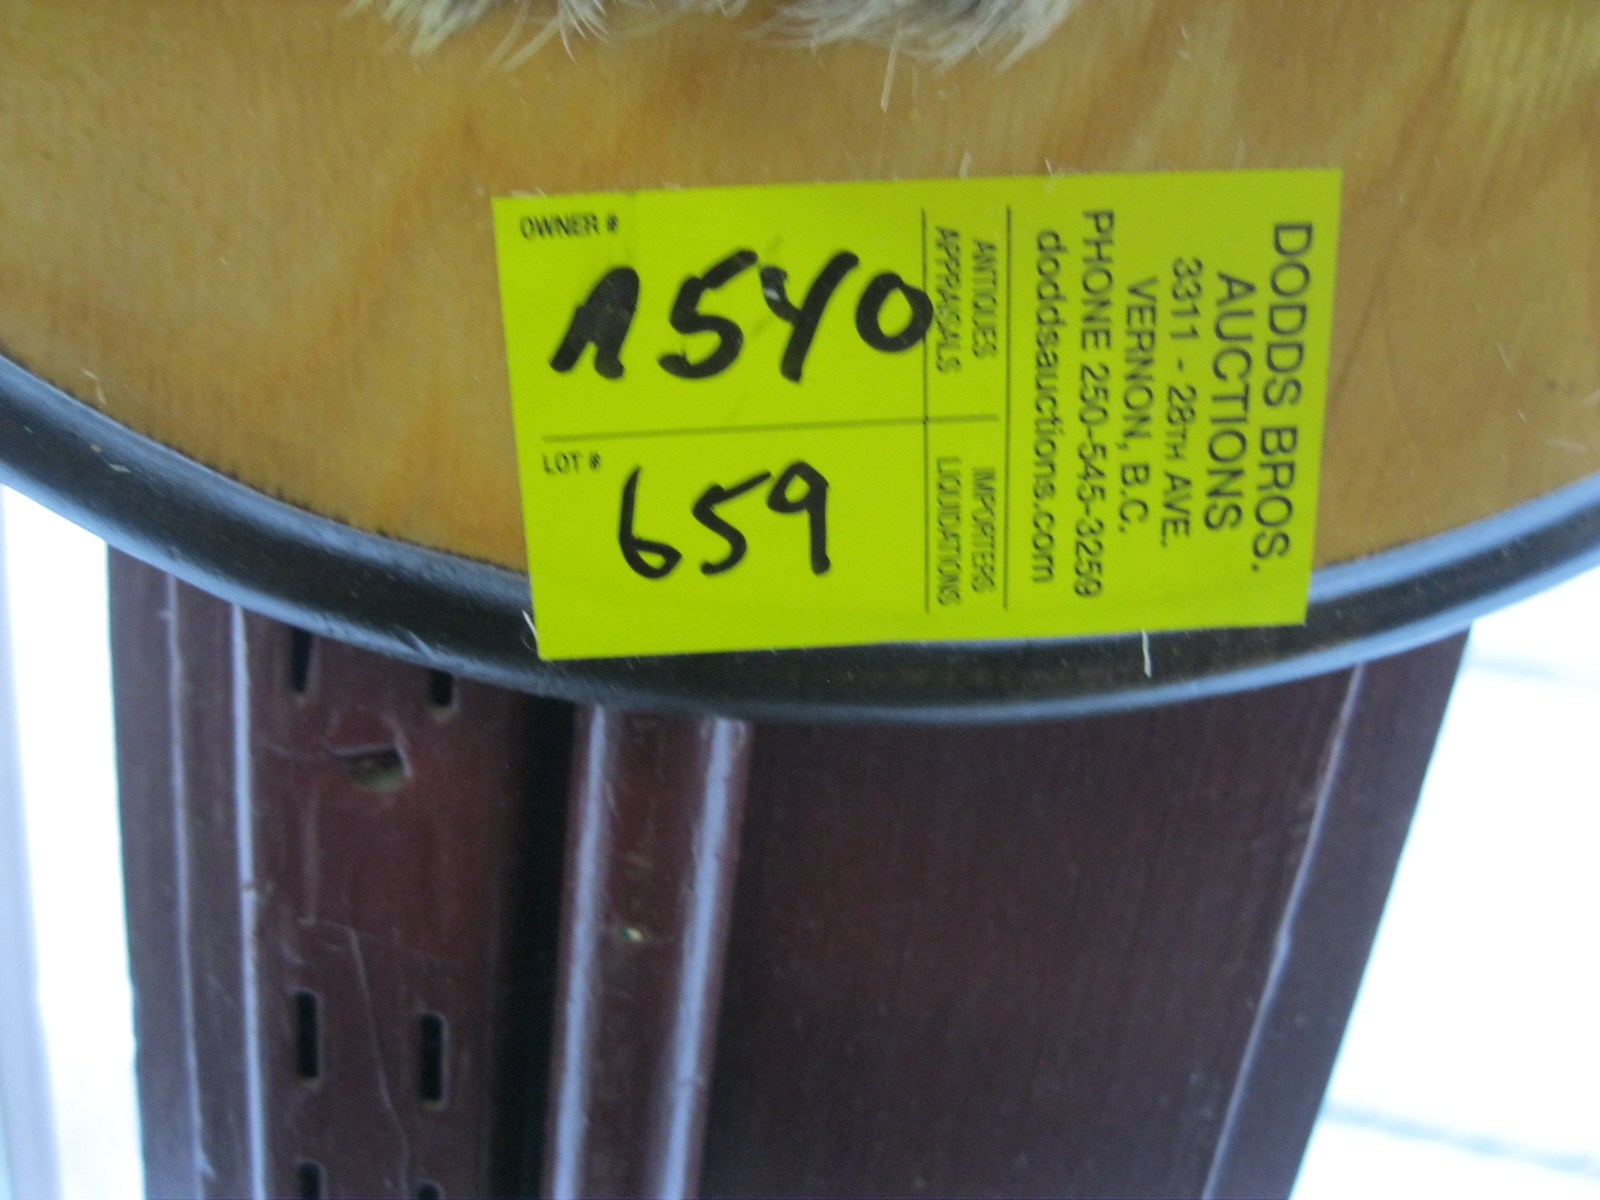 OWNER #
A540
LOT #
659
ANTIQUES
APPRAISALS
IMPORTERS
LIQUIDATIONS
DODDS BROS.
AUCTIONS
3311 - 28TH AVE.
VERNON, B.C.
PHONE 250-545-3259
doddsauctions.com